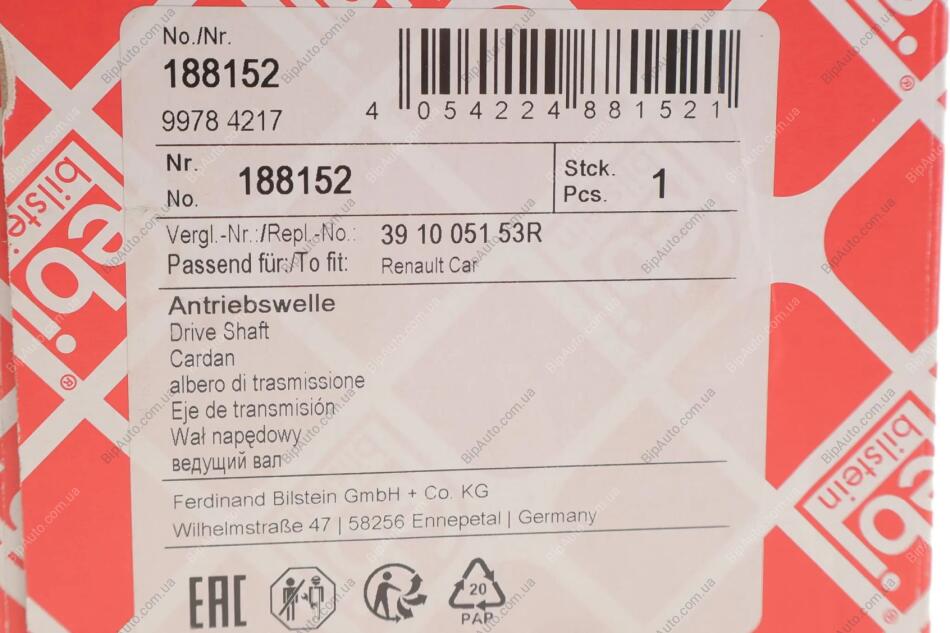 No./Nr.
188152
9978 4217
4 054224 881521
Nr.
No. 188152
Stck.
Pcs. 1
Vergl.-Nr.:/Repl.-No.: 39 10 051 53R
Passend für:/To fit: Renault Car
Antriebswelle
Drive Shaft
Cardan
albero di trasmissione
Eje de transmisión
Wał napędowy
ведущий вал
Ferdinand Bilstein GmbH + Co. KG
Wilhelmstraße 47 | 58256 Ennepetal | Germany
EAC
20
PAP
febi
bilstein
BipAuto.com.ua